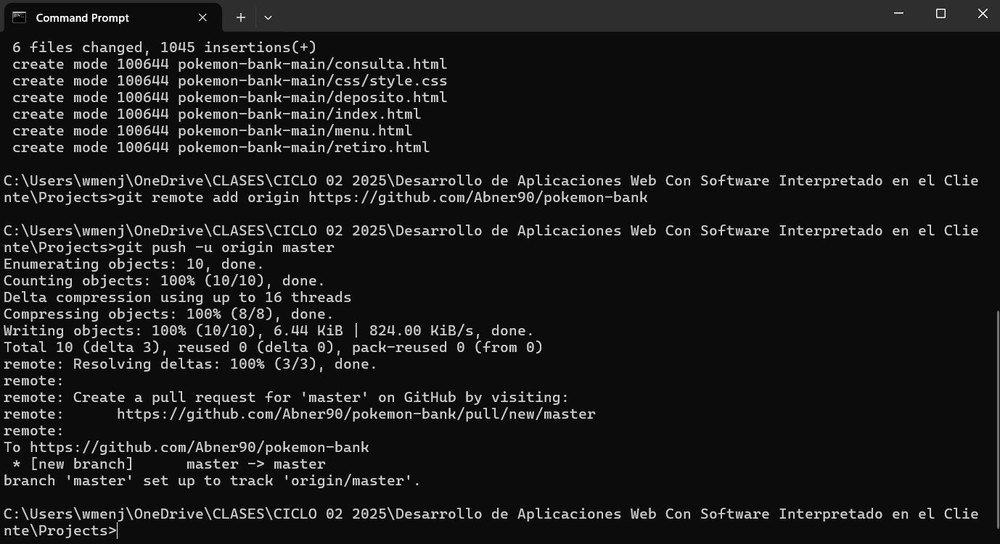 Command Prompt
 6 files changed, 1045 insertions(+)
 create mode 100644 pokemon-bank-main/consulta.html
 create mode 100644 pokemon-bank-main/css/style.css
 create mode 100644 pokemon-bank-main/deposito.html
 create mode 100644 pokemon-bank-main/index.html
 create mode 100644 pokemon-bank-main/menu.html
 create mode 100644 pokemon-bank-main/retiro.html

C:\Users\wmenj\OneDrive\CLASES\CICLO 02 2025\Desarrollo de Aplicaciones Web Con Software Interpretado en el Clie
nte\Projects>git remote add origin https://github.com/Abner90/pokemon-bank

C:\Users\wmenj\OneDrive\CLASES\CICLO 02 2025\Desarrollo de Aplicaciones Web Con Software Interpretado en el Clie
nte\Projects>git push -u origin master
Enumerating objects: 10, done.
Counting objects: 100% (10/10), done.
Delta compression using up to 16 threads
Compressing objects: 100% (8/8), done.
Writing objects: 100% (10/10), 6.44 KiB | 824.00 KiB/s, done.
Total 10 (delta 3), reused 0 (delta 0), pack-reused 0 (from 0)
remote: Resolving deltas: 100% (3/3), done.
remote:
remote: Create a pull request for 'master' on GitHub by visiting:
remote:      https://github.com/Abner90/pokemon-bank/pull/new/master
remote:
To https://github.com/Abner90/pokemon-bank
 * [new branch]      master -> master
branch 'master' set up to track 'origin/master'.

C:\Users\wmenj\OneDrive\CLASES\CICLO 02 2025\Desarrollo de Aplicaciones Web Con Software Interpretado en el Clie
nte\Projects>